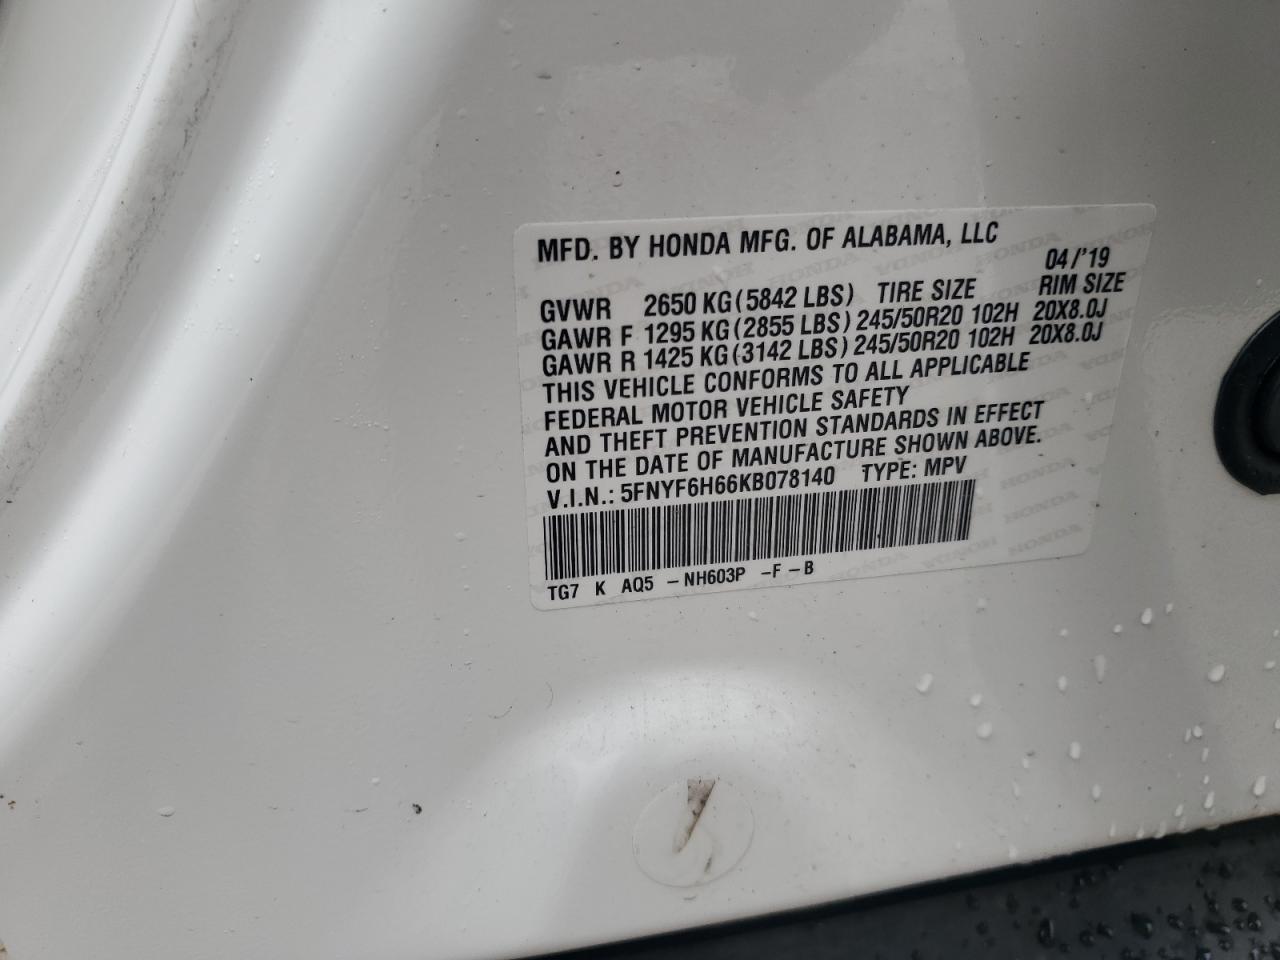 MFD. BY HONDA MFG. OF ALABAMA, LLC
04/'19
GVWR 2650 KG(5842 LBS) TIRE SIZE RIM SIZE
GAWR F 1295 KG(2855 LBS) 245/50R20 102H 20X8.0J
GAWR R 1425 KG(3142 LBS) 245/50R20 102H 20X8.0J
THIS VEHICLE CONFORMS TO ALL APPLICABLE
FEDERAL MOTOR VEHICLE SAFETY
AND THEFT PREVENTION STANDARDS IN EFFECT
ON THE DATE OF MANUFACTURE SHOWN ABOVE.
V.I.N.: 5FNYF6H66KB078140 TYPE: MPV
TG7 K AQ5 -NH603P -F-B